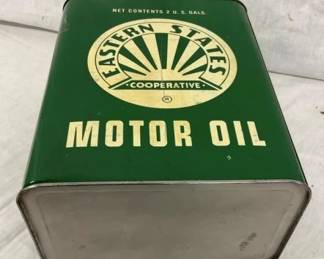 NET CONTENTS 2 U.S. GALS.
EASTERN STATES
·COOPERATIVE·
®
MOTOR OIL